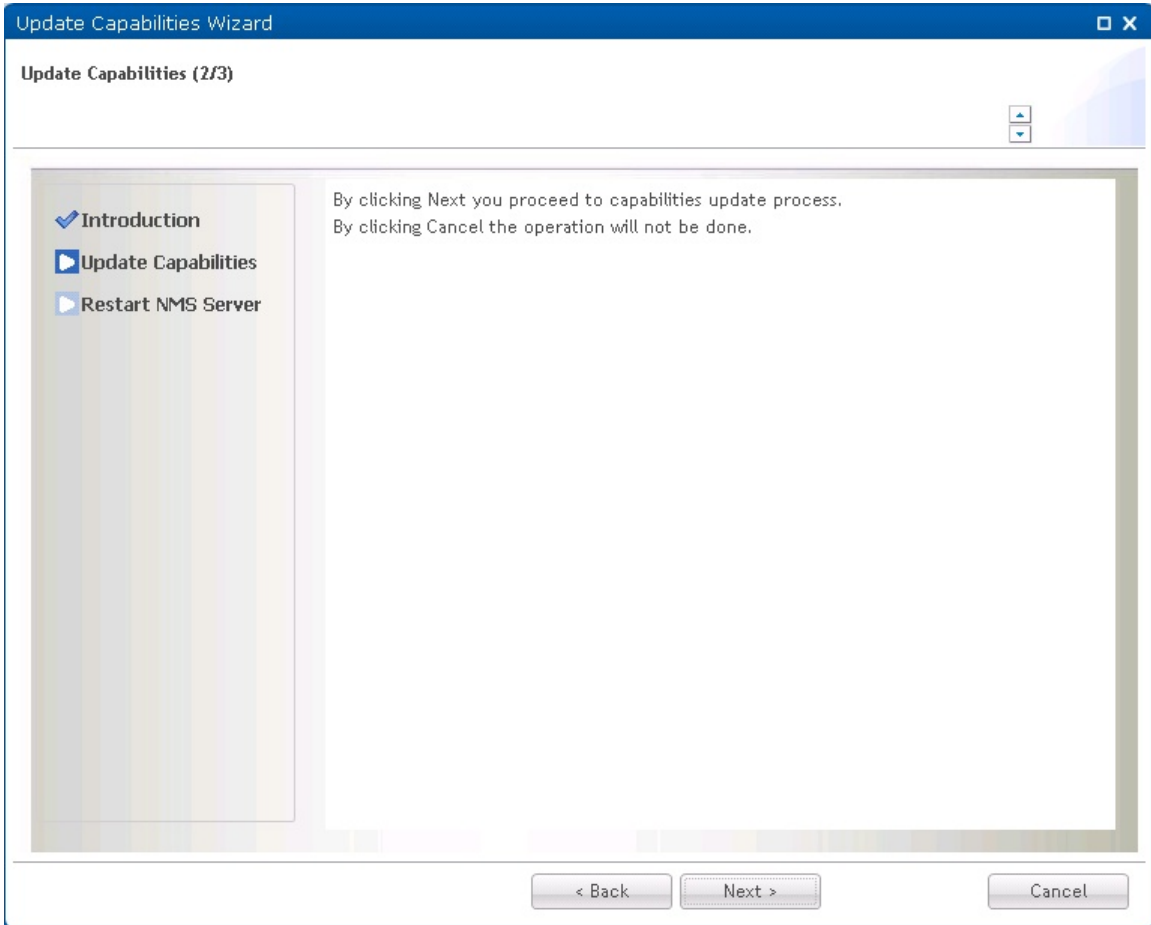 Update Capabilities Wizard
Update Capabilities (2/3)
Introduction
Update Capabilities
Restart NMS Server
By clicking Next you proceed to capabilities update process.
By clicking Cancel the operation will not be done.
< Back
Next >
Cancel